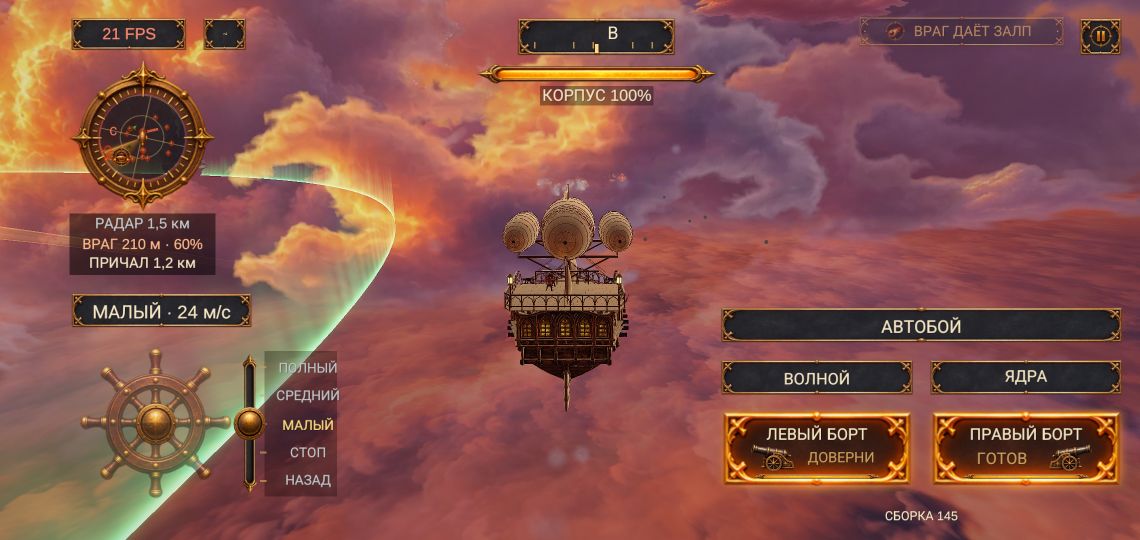 21 FPS
В
ВРАГ ДАЁТ ЗАЛП
КОРПУС 100%
С
РАДАР 1,5 км
ВРАГ 210 м · 60%
ПРИЧАЛ 1,2 км
МАЛЫЙ · 24 м/с
ПОЛНЫЙ
СРЕДНИЙ
МАЛЫЙ
СТОП
НАЗАД
АВТОБОЙ
ВОЛНОЙ
ЯДРА
ЛЕВЫЙ БОРТ
ДОВЕРНИ
ПРАВЫЙ БОРТ
ГОТОВ
СБОРКА 145